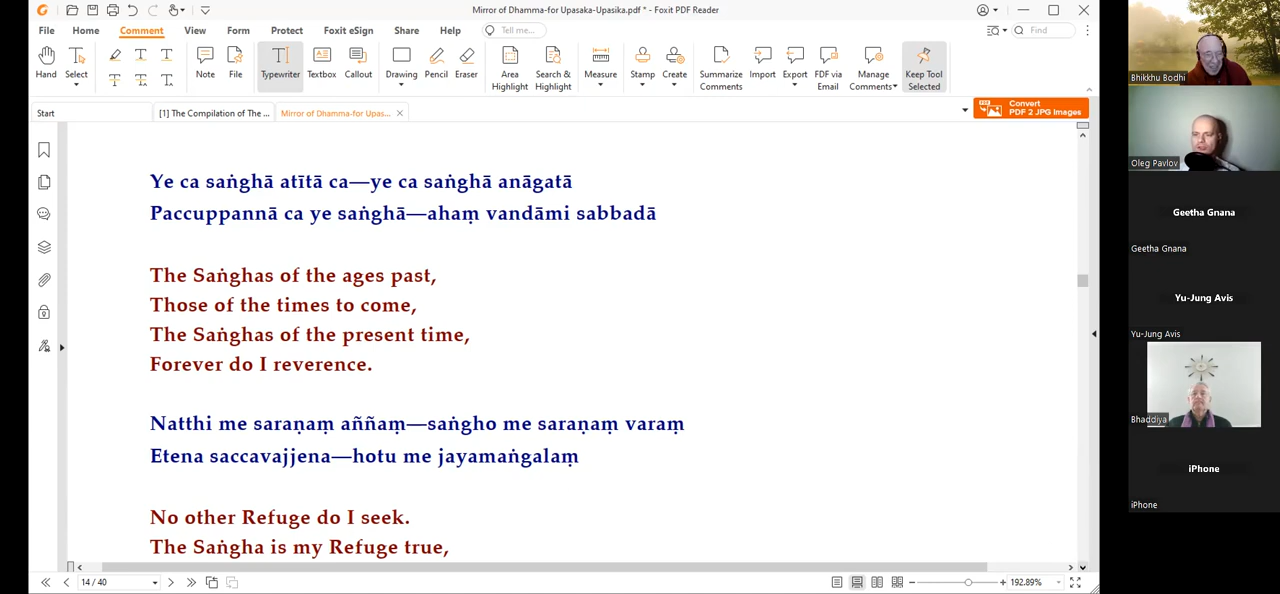 Mirror of Dhamma-for Upasaka-Upasika.pdf * - Foxit PDF Reader
File Home Comment View Form Protect Foxit eSign Share Help Tell me... Find
Hand Select Note File Typewriter Textbox Callout Drawing Pencil Eraser Area Highlight Search & Highlight Measure Stamp Create Summarize Comments Import Export FDF via Email Manage Comments Keep Tool Selected
Start [1] The Compilation of The ... Mirror of Dhamma-for Upas...
Convert
PDF 2 JPG Images
Ye ca saṅghā atītā ca—ye ca saṅghā anāgatā
Paccuppannā ca ye saṅghā—ahaṃ vandāmi sabbadā
The Saṅghas of the ages past,
Those of the times to come,
The Saṅghas of the present time,
Forever do I reverence.
Natthi me saraṇaṃ aññaṃ—saṅgho me saraṇaṃ varaṃ
Etena saccavajjena—hotu me jayamaṅgalaṃ
No other Refuge do I seek.
The Saṅgha is my Refuge true,
14 / 40
192.89%
Bhikkhu Bodhi
Oleg Pavlov
Geetha Gnana
Geetha Gnana
Yu-Jung Avis
Yu-Jung Avis
Bhaddiya
iPhone
iPhone